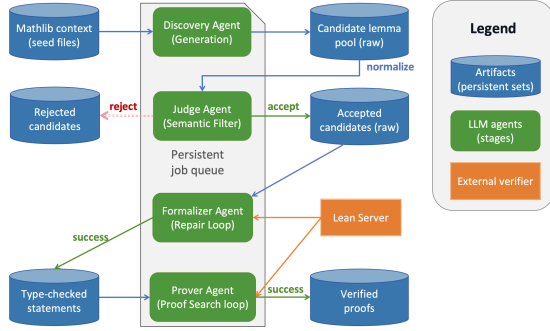 Mathlib context
(seed files)
Discovery Agent
(Generation)
Candidate lemma
pool (raw)
normalize
Rejected
candidates
reject
Judge Agent
(Semantic Filter)
accept
Accepted
candidates (raw)
Persistent
job queue
Formalizer Agent
(Repair Loop)
Lean Server
success
Type-checked
statements
Prover Agent
(Proof Search loop)
success
Verified
proofs
Legend
Artifacts
(persistent sets)
LLM agents
(stages)
External verifier